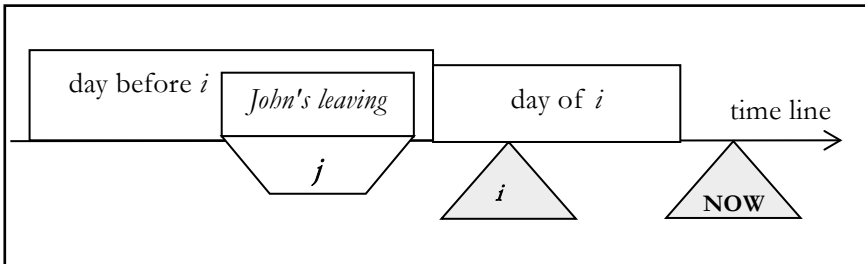 day before i
John's leaving
day of i
time line
j
i
NOW